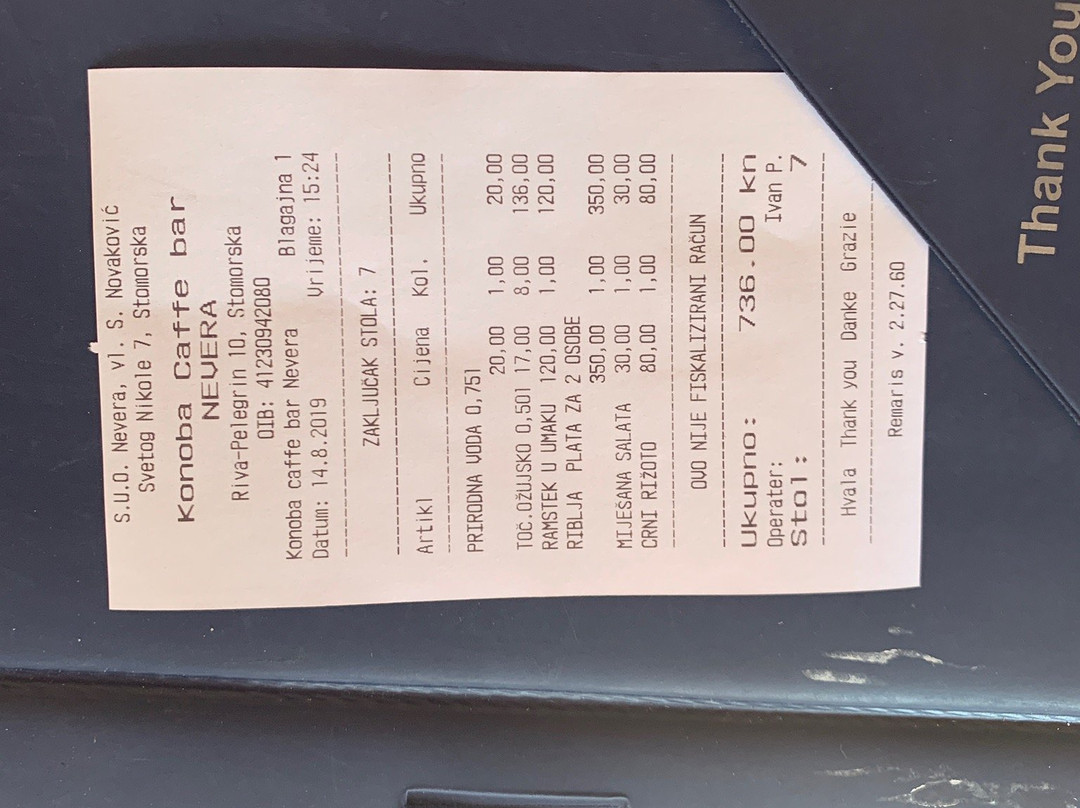 S.U.O. Nevera, vl. S. Novaković
Svetog Nikole 7, Stomorska
Konoba Caffe bar
NEVERA
Riva-Pelegrin 10, Stomorska
OIB: 41230942080
Konoba caffe bar Nevera Blagajna 1
Datum: 14.8.2019 Vrijeme: 15:24
ZAKLJUČAK STOLA: 7
Artikl Cijena Kol. Ukupno
PRIRODNA VODA 0,75l
20,00 1,00 20,00
TOČ.OŽUJSKO 0,50l 17,00 8,00 136,00
RAMSTEK U UMAKU 120,00 1,00 120,00
RIBLJA PLATA ZA 2 OSOBE
350,00 1,00 350,00
MIJEŠANA SALATA 30,00 1,00 30,00
CRNI RIŽOTO 80,00 1,00 80,00
OVO NIJE FISKALIZIRANI RAČUN
Ukupno: 736.00 kn
Operater: Ivan P.
Stol: 7
Hvala Thank you Danke Grazie
Remaris v. 2.27.60
Thank You